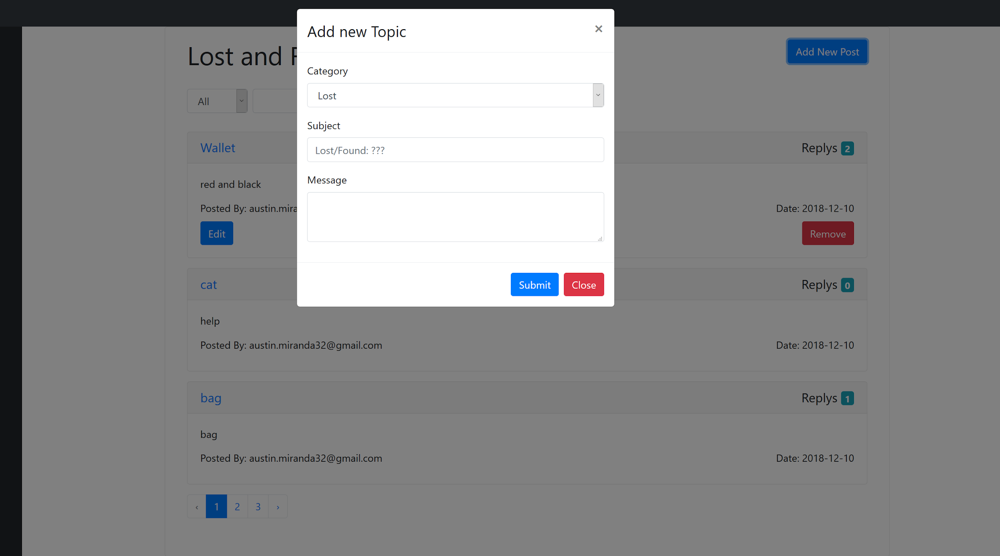 Add new Topic
×
Category
Lost
Subject
Lost/Found: ???
Message
Submit
Close
Lost and F
Add New Post
All
Wallet
Replys 2
red and black
Posted By: austin.mira
Date: 2018-12-10
Edit
Remove
cat
Replys 0
help
Posted By: austin.miranda32@gmail.com
Date: 2018-12-10
bag
Replys 1
bag
Posted By: austin.miranda32@gmail.com
Date: 2018-12-10
‹ 1 2 3 ›